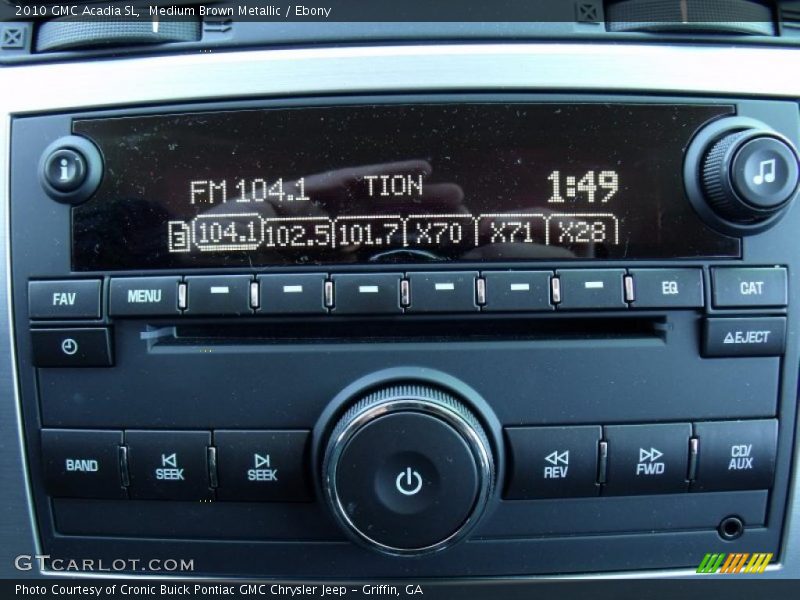 2010 GMC Acadia SL, Medium Brown Metallic / Ebony
i
FM 104.1 TION 1:49
3 104.1 102.5 101.7 X70 X71 X28
FAV MENU EQ CAT
EJECT
BAND SEEK SEEK REV FWD CD/
AUX
GTCARLOT.COM
Photo Courtesy of Cronic Buick Pontiac GMC Chrysler Jeep - Griffin, GA